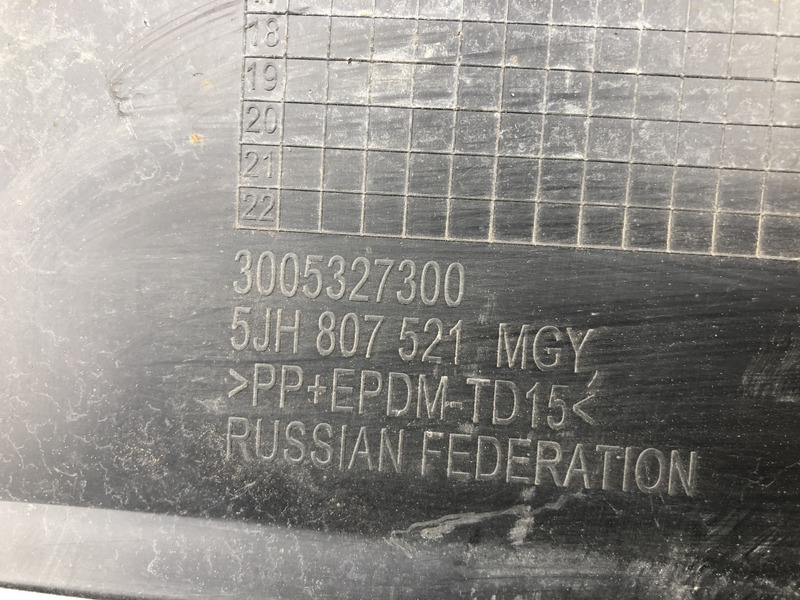 18
19
20
21
22
3005327300
5JH 807 521 MGY,
>PP+EPDM-TD15<
RUSSIAN FEDERATION